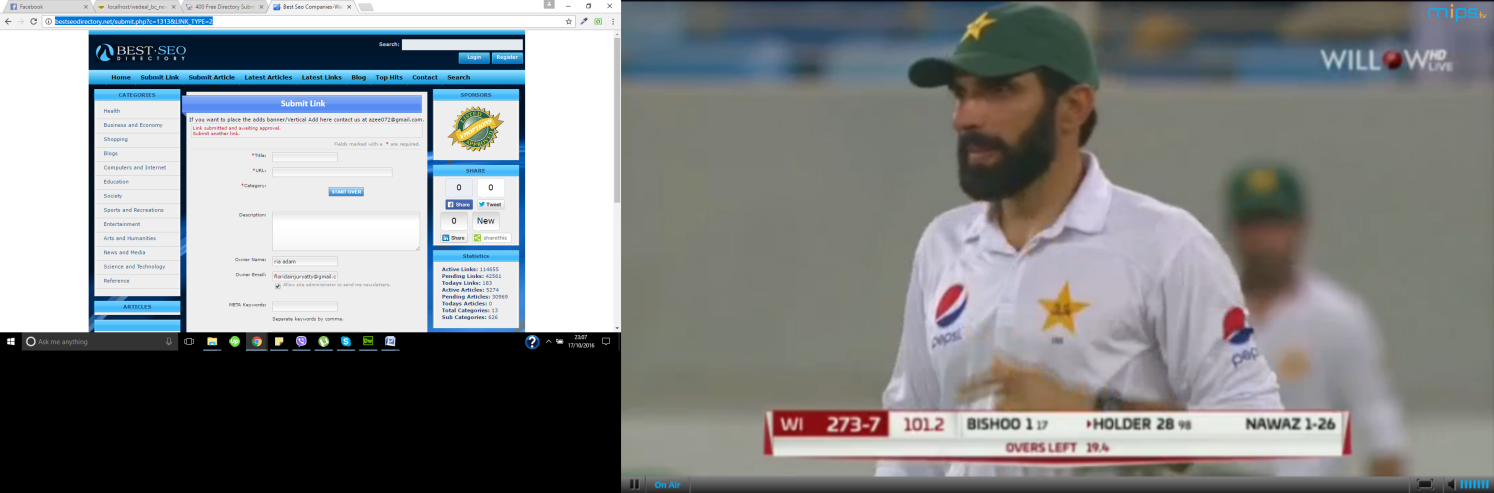 Facebook
localhost/wedeal_bc_ne
400 Free Directory Subm
Best Seo Companies-We
bestseodirectory.net/submit.php?c=1313&LINK_TYPE=2
BEST·SEO
DIRECTORY
Search:
Login
Register
Home
Submit Link
Submit Article
Latest Articles
Latest Links
Blog
Top Hits
Contact
Search
CATEGORIES
Health
Business and Economy
Shopping
Blogs
Computers and Internet
Education
Society
Sports and Recreations
Entertainment
Arts and Humanities
News and Media
Science and Technology
Reference
ARTICLES
Submit Link
If you want to place the adds banner/Vertical Add here contact us at azee072@gmail.com.
Link submitted and awaiting approval.
Submit another link.
Fields marked with a * are required.
*Title:
*URL:
*Category:
START OVER
Description:
Owner Name:
ria adam
Owner Email:
floridainjuryatty@gmail.c
Allow site administrator to send me newsletters.
META Keywords:
Separate keywords by comma.
SPONSORS
SHARE
0
0
Share
Tweet
0
New
Share
sharethis
Statistics
Active Links: 114655
Pending Links: 42561
Todays Links: 183
Active Articles: 5274
Pending Articles: 30969
Todays Articles: 0
Total Categories: 13
Sub Categories: 626
Ask me anything
23:07
17/10/2016
mips.tv
WILLOW HD
LIVE
pepsi
pepsi
WI 273-7 101.2 BISHOO 1 17 HOLDER 28 98 NAWAZ 1-26
OVERS LEFT 19.4
On Air